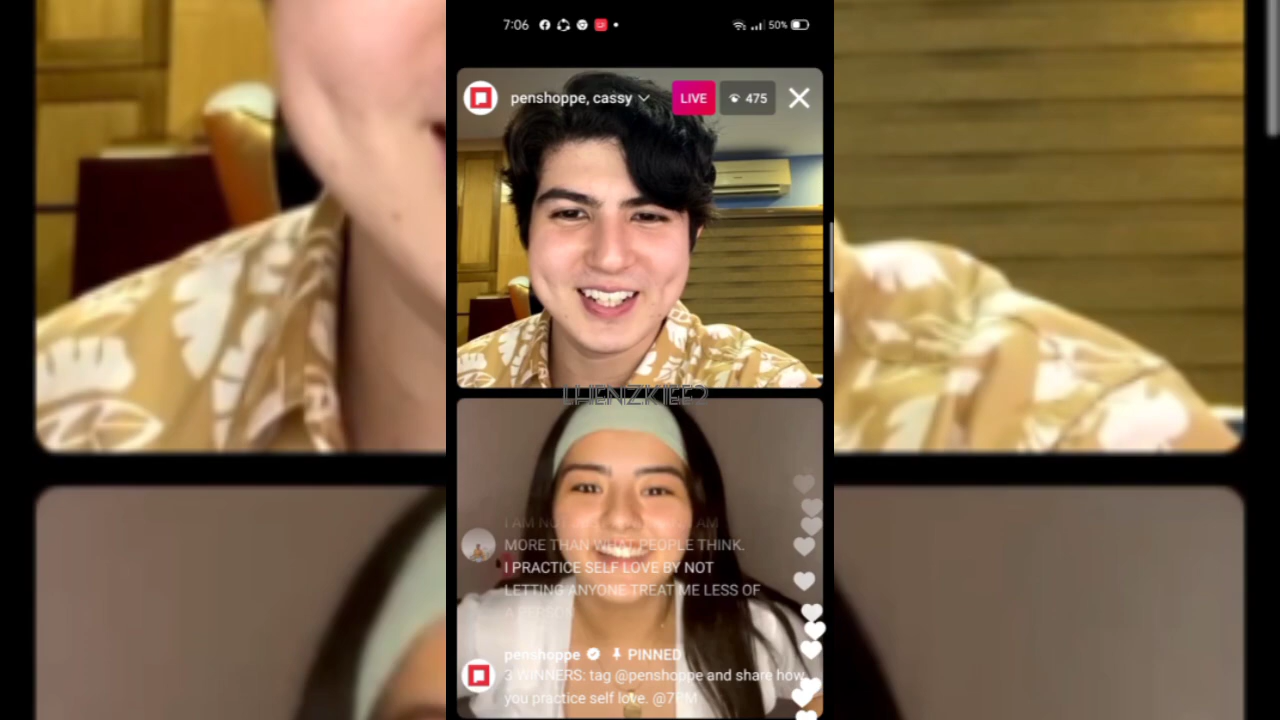 7:06
50%
penshoppe, cassy
LIVE
475
LHENZKIEE2
MORE THAN WHAT PEOPLE THINK.
I PRACTICE SELF LOVE BY NOT
LETTING ANYONE TREAT ME LESS OF
penshoppe PINNED
3 WINNERS: tag @penshoppe and share how
you practice self love. @7PM